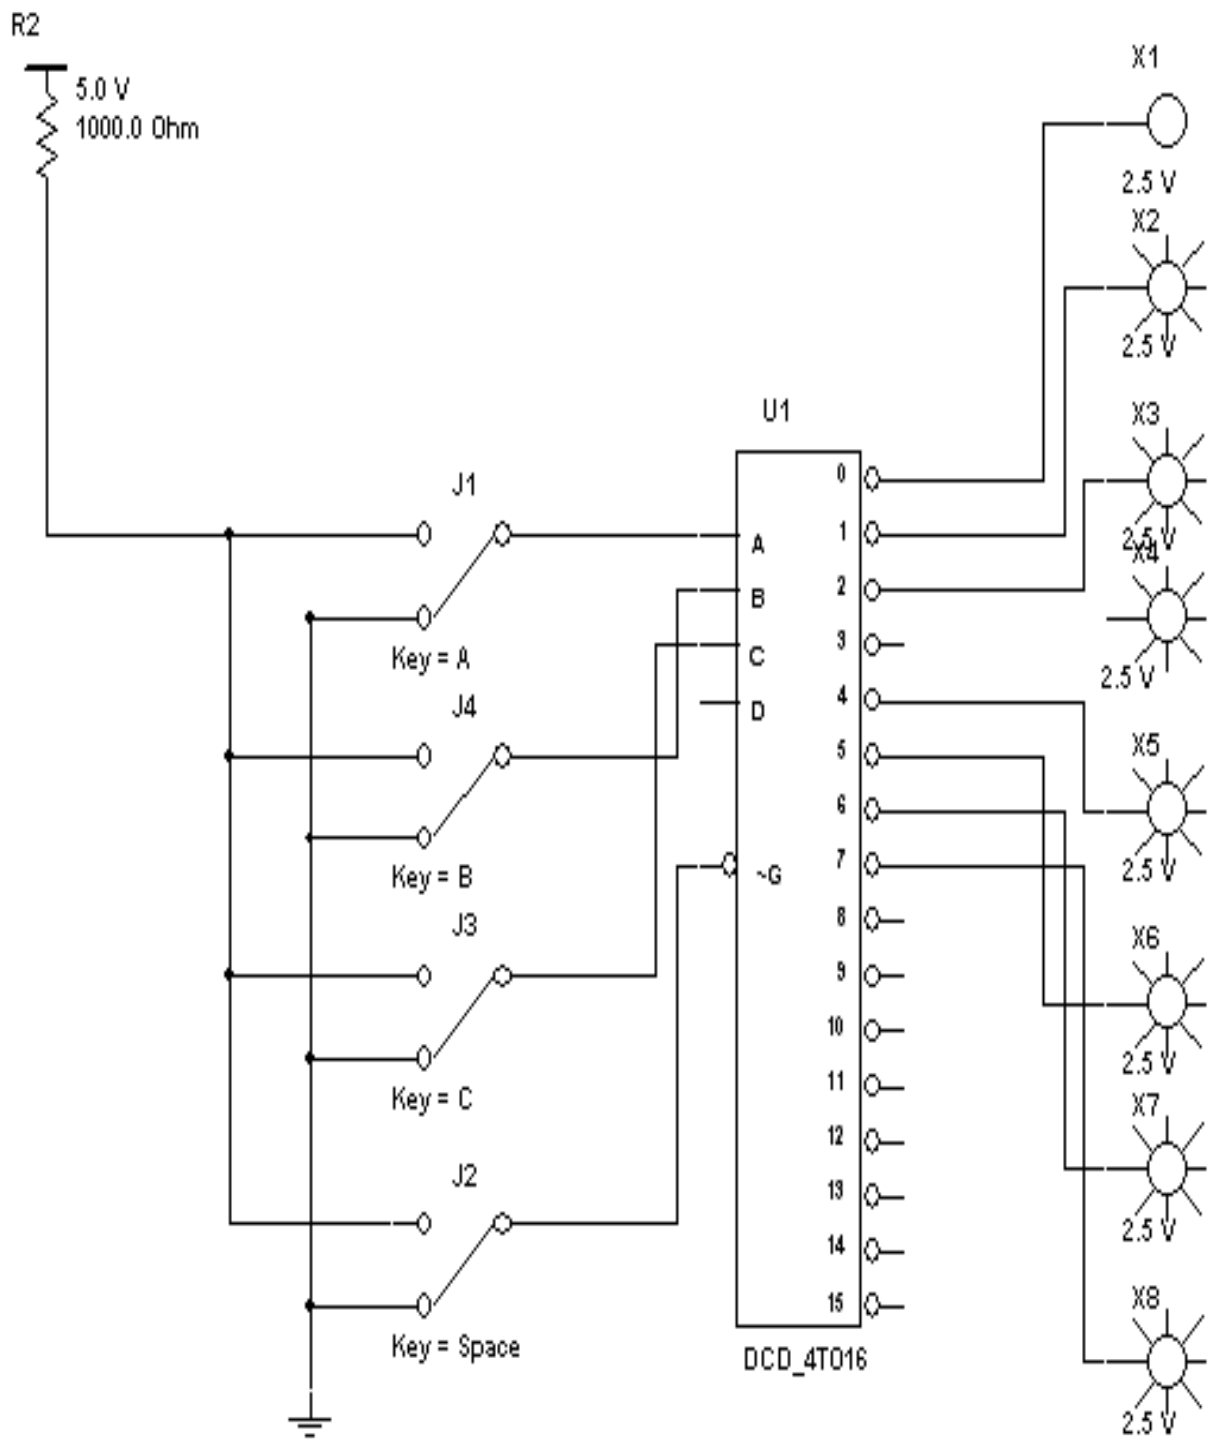 R2
5.0 V
1000.0 Ohm
X1
2.5 V
X2
2.5 V
X3
2.5 V
X4
2.5 V
U1
J1
Key = A
J4
Key = B
J3
Key = C
J2
Key = Space
A
B
C
D
~G
0
1
2
3
4
5
6
7
8
9
10
11
12
13
14
15
DCD_4TO16
X5
2.5 V
X6
2.5 V
X7
2.5 V
X8
2.5 V